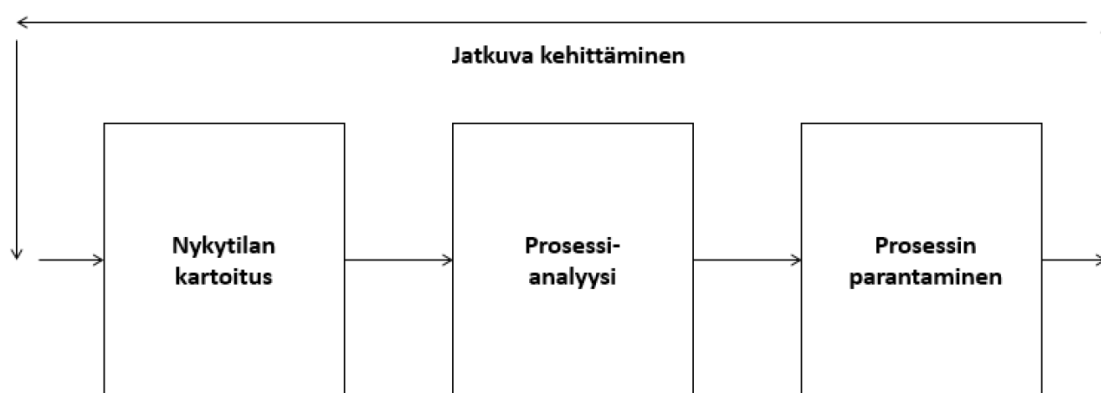 Jatkuva kehittäminen
Nykytilan
kartoitus
Prosessi-
analyysi
Prosessin
parantaminen